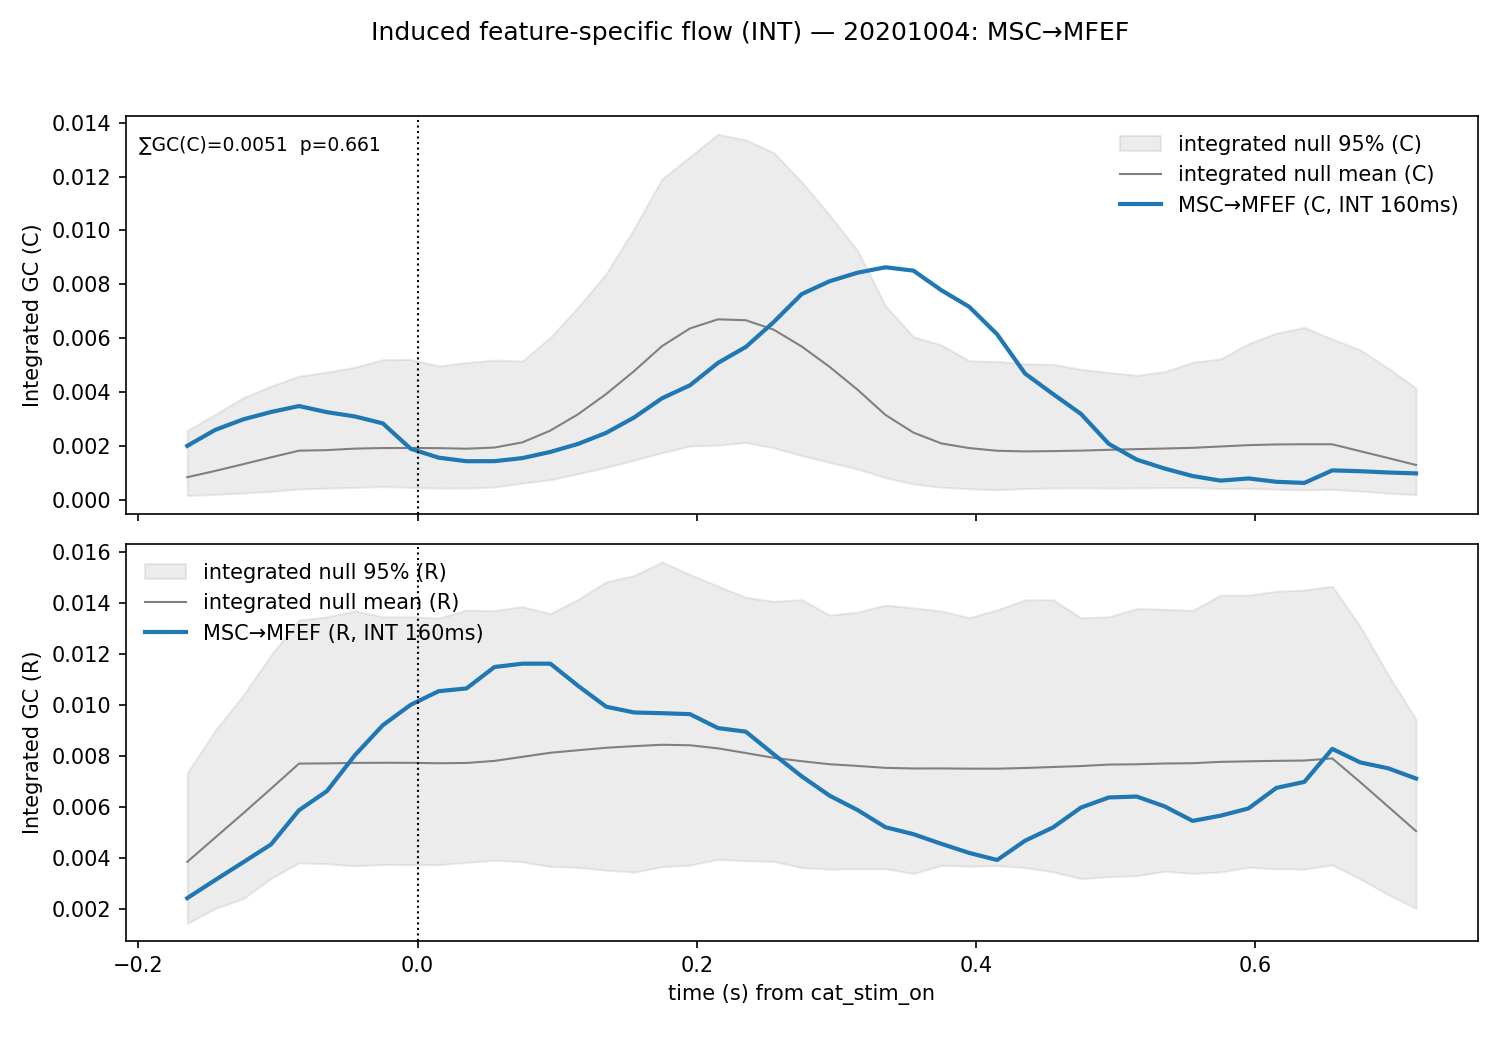 Induced feature-specific flow (INT) — 20201004: MSC→MFEF
∑GC(C)=0.0051  p=0.661
integrated null 95% (C)
integrated null mean (C)
MSC→MFEF (C, INT 160ms)
Integrated GC (C)
0.014
0.012
0.010
0.008
0.006
0.004
0.002
0.000
integrated null 95% (R)
integrated null mean (R)
MSC→MFEF (R, INT 160ms)
Integrated GC (R)
0.016
0.014
0.012
0.010
0.008
0.006
0.004
0.002
−0.2
0.0
0.2
0.4
0.6
time (s) from cat_stim_on